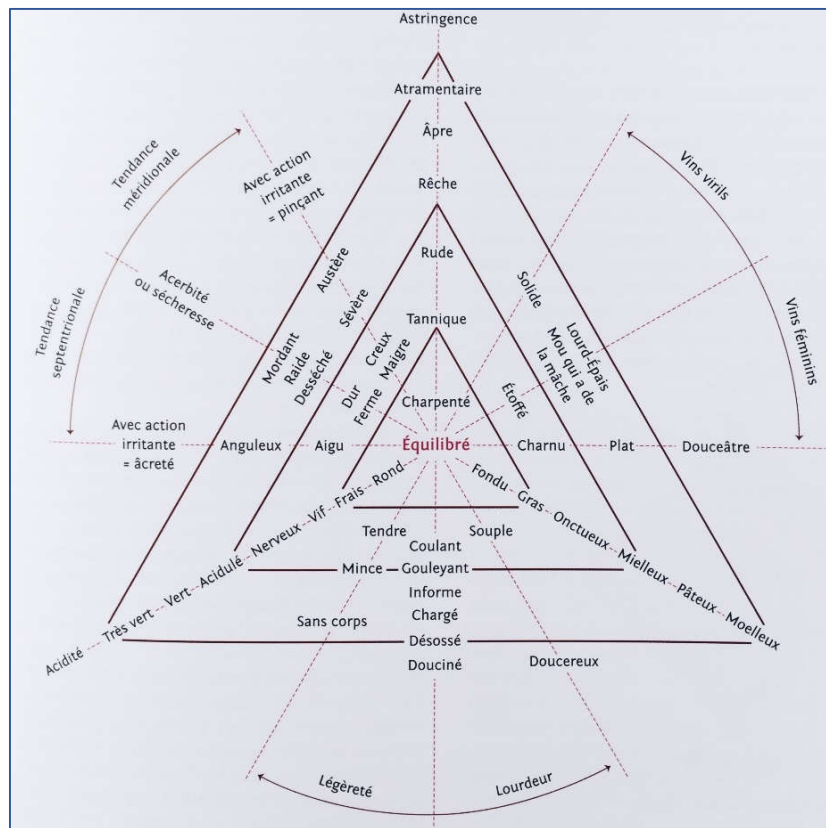 Astringence
Atramentaire
Âpre
Rêche
Rude
Tannique
Charpenté
Équilibré
Tendance
méridionale
Tendance
septentrionale
Avec action
irritante
= pinçant
Acerbité
ou sécheresse
Avec action
irritante
= âcreté
Austère
Sévère
Creux
Maigre
Mordant
Raide
Desséché
Dur
Ferme
Anguleux
Aigu
Vins virils
Vins féminins
Solide
Étoffé
Lourd-Épais
Mou qui a de
la mâche
Charnu
Plat
Douceâtre
Rond
Frais
Vif
Nerveux
Acidulé
Vert
Très vert
Acidité
Fondu
Gras
Onctueux
Mielleux
Pâteux
Moelleux
Tendre
Souple
Coulant
Mince
Gouleyant
Informe
Chargé
Sans corps
Désossé
Douciné
Doucereux
Légèreté
Lourdeur